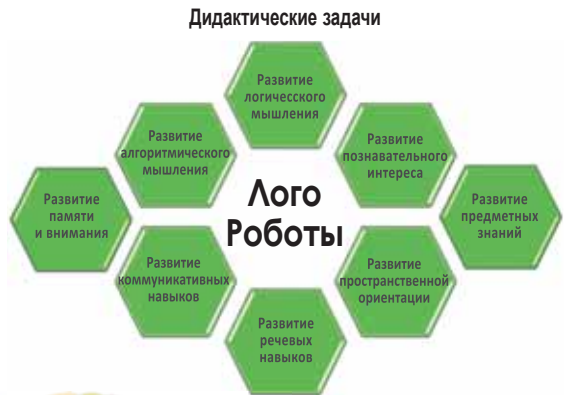 Дидактические задачи
Развитие
логичесского
мышления
Развитие
алгоритмического
мышления
Развитие
познавательного
интереса
Развитие
памяти
и внимания
Лого
Роботы
Развитие
предметных
знаний
Развитие
коммуникативных
навыков
Развитие
пространственной
ориентации
Развитие
речевых
навыков